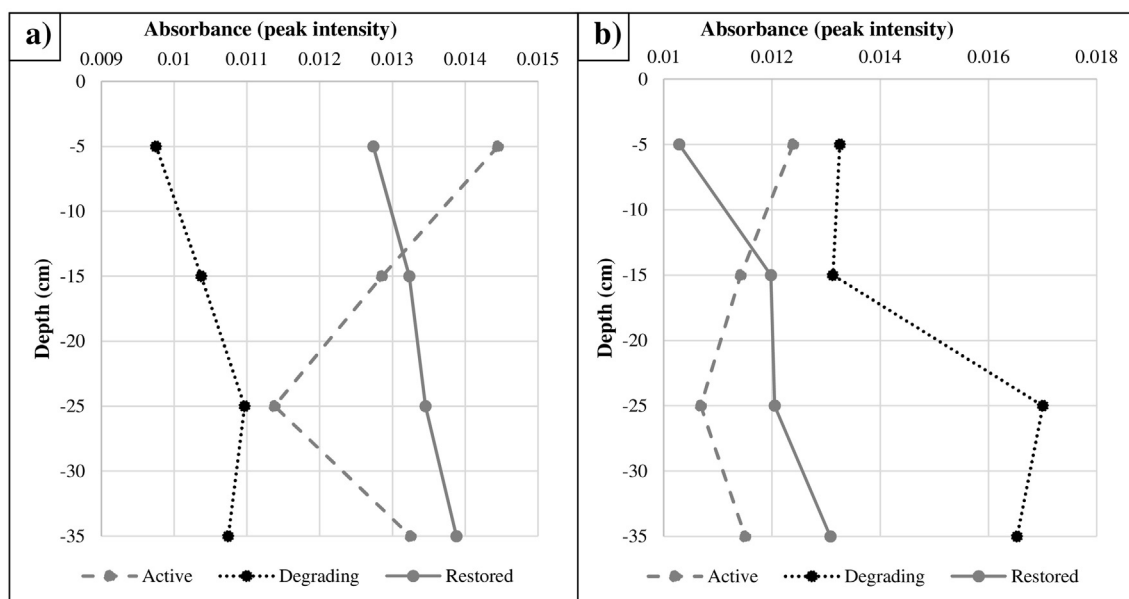 a)
Absorbance (peak intensity)
0.009 0.01 0.011 0.012 0.013 0.014 0.015
0
-5
-10
-15
-20
-25
-30
-35
Depth (cm)
Active Degrading Restored
b)
Absorbance (peak intensity)
0.01 0.012 0.014 0.016 0.018
0
-5
-10
-15
-20
-25
-30
-35
Depth (cm)
Active Degrading Restored